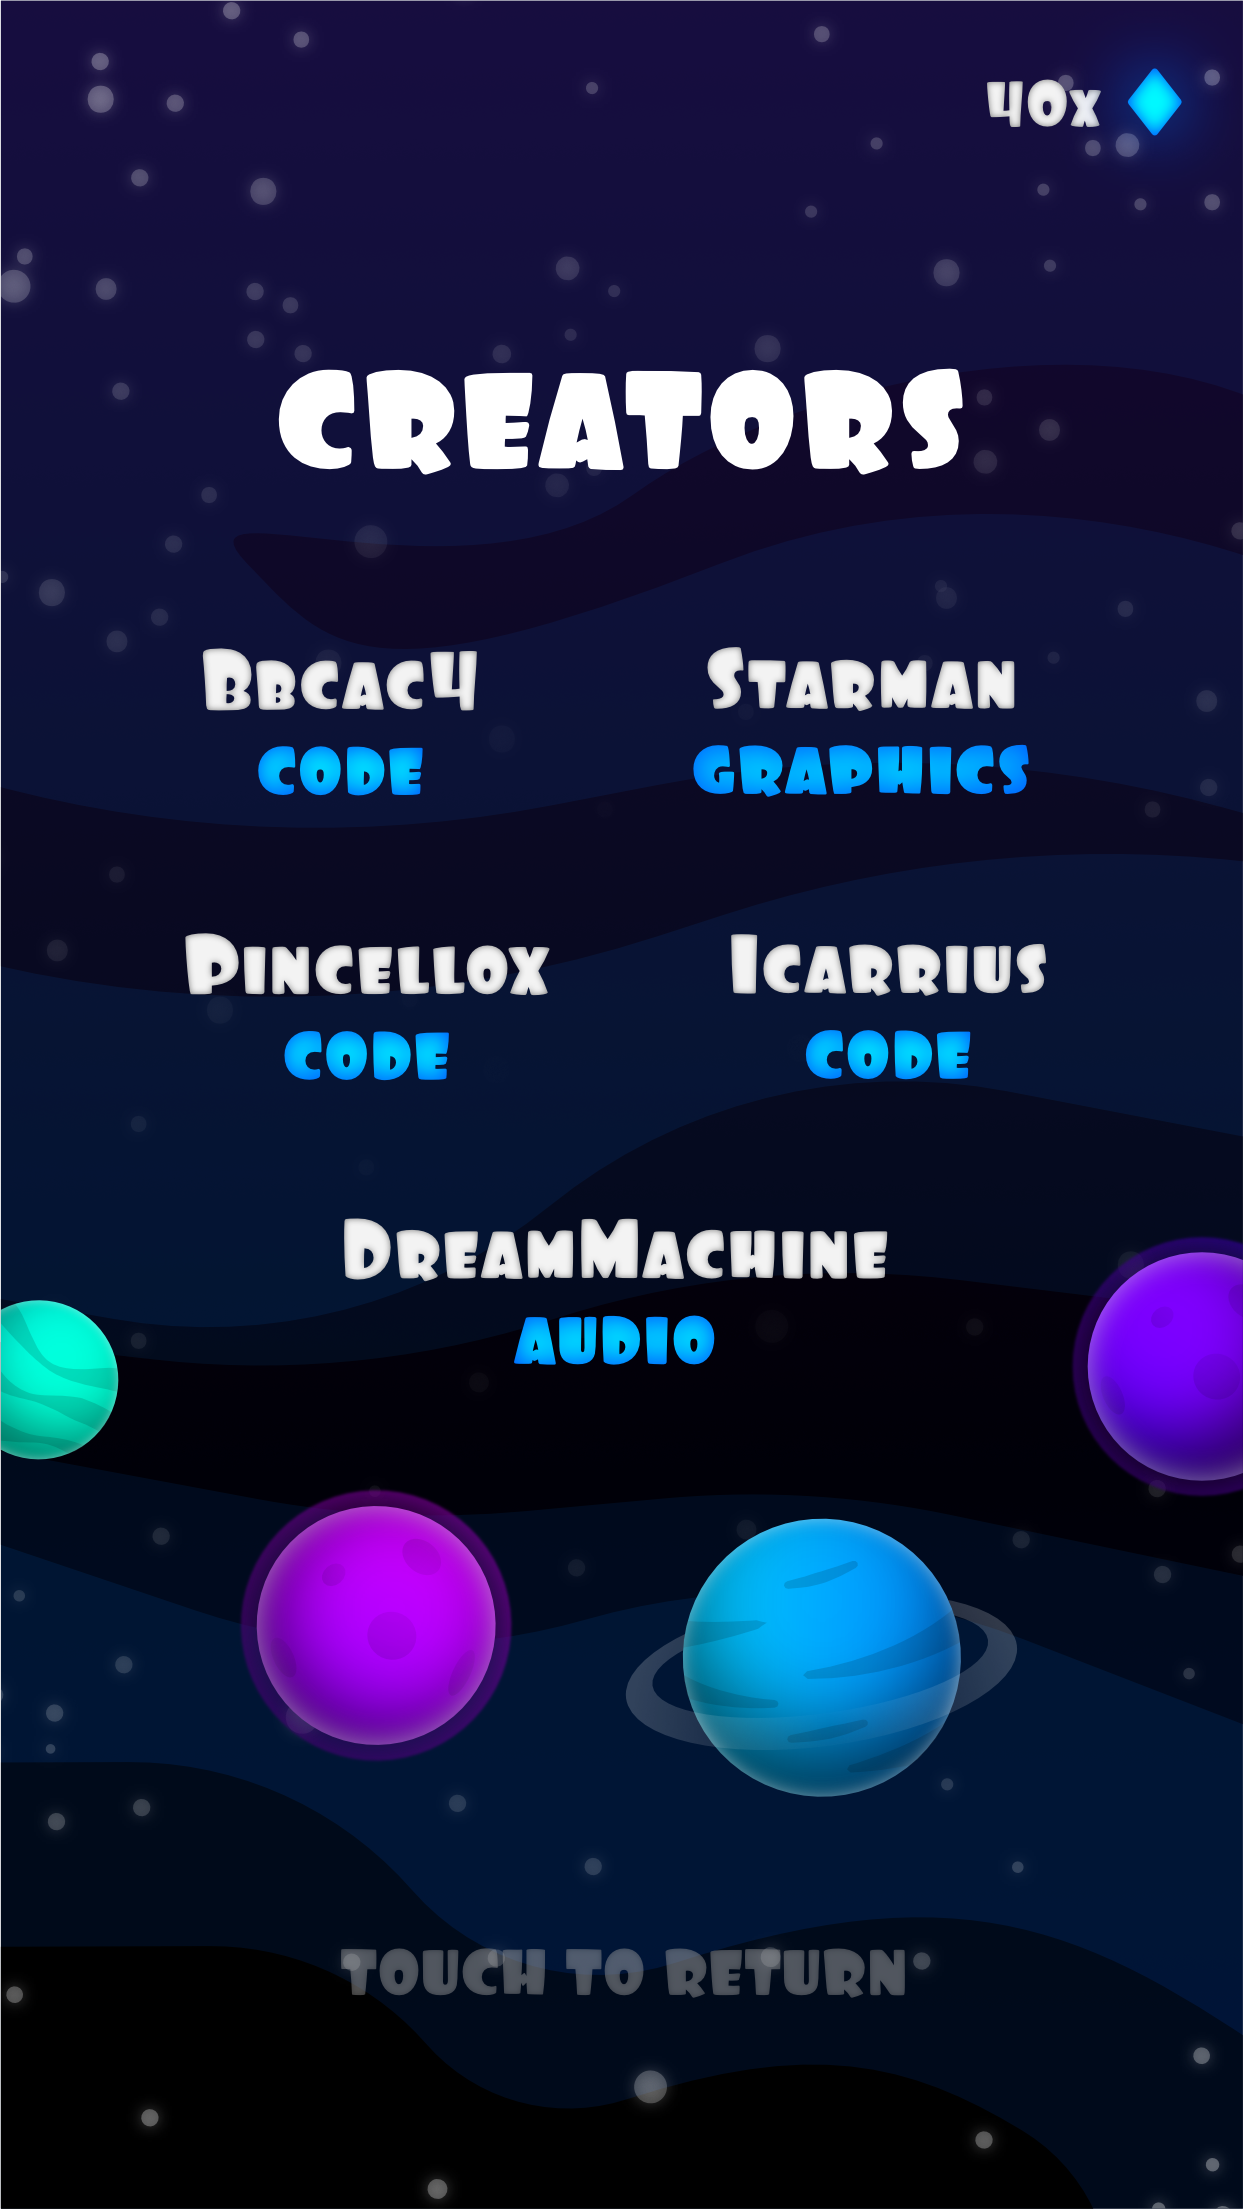 40x
CREATORS
Bbcac4
CODE
Starman
GRAPHICS
Pincellox
CODE
Icarrius
CODE
DreamMachine
AUDIO
TOUCH TO RETURN